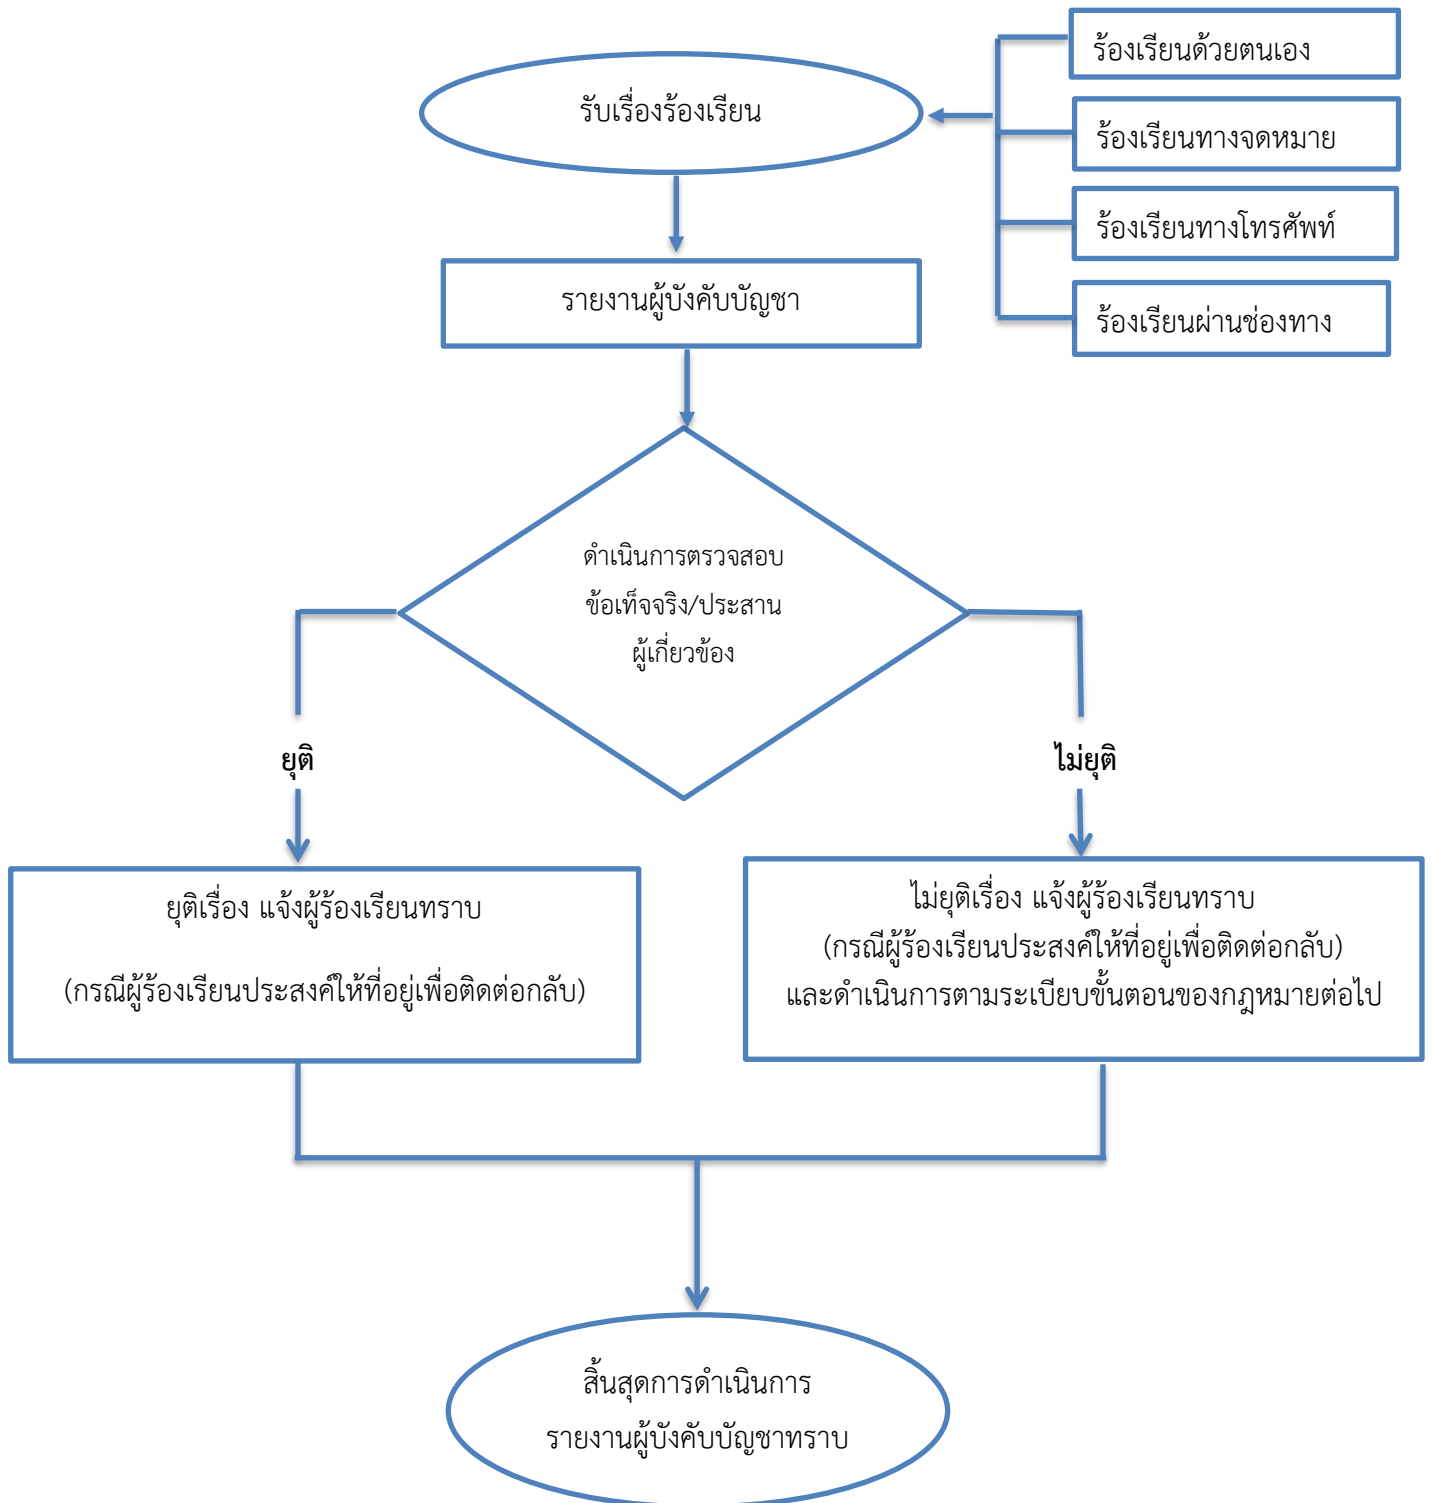 รับเรื่องร้องเรียน
ร้องเรียนด้วยตนเอง
ร้องเรียนทางจดหมาย
ร้องเรียนทางโทรศัพท์
ร้องเรียนผ่านช่องทาง
รายงานผู้บังคับบัญชา
ดำเนินการตรวจสอบ
ข้อเท็จจริง/ประสาน
ผู้เกี่ยวข้อง
ยุติ
ไม่ยุติ
ยุติเรื่อง แจ้งผู้ร้องเรียนทราบ
(กรณีผู้ร้องเรียนประสงค์ให้ที่อยู่เพื่อติดต่อกลับ)
ไม่ยุติเรื่อง แจ้งผู้ร้องเรียนทราบ
(กรณีผู้ร้องเรียนประสงค์ให้ที่อยู่เพื่อติดต่อกลับ)
และดำเนินการตามระเบียบขั้นตอนของกฎหมายต่อไป
สิ้นสุดการดำเนินการ
รายงานผู้บังคับบัญชาทราบ